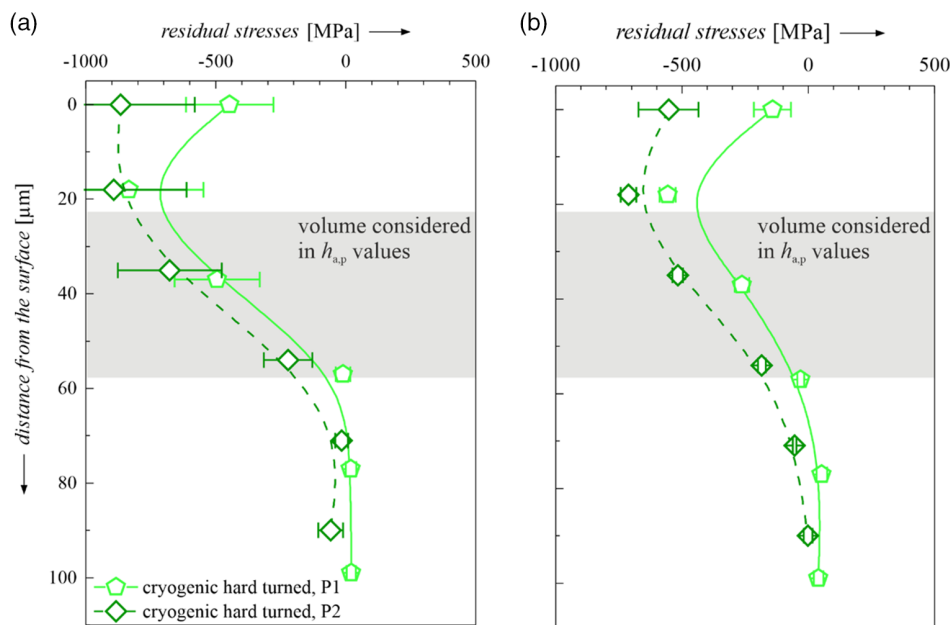 (a)
residual stresses [MPa]
-1000 -500 0 500
0
20
40
60
80
100
distance from the surface [µm]
volume considered
in ha,p values
cryogenic hard turned, P1
cryogenic hard turned, P2
(b)
residual stresses [MPa]
-1000 -500 0 500
volume considered
in ha,p values